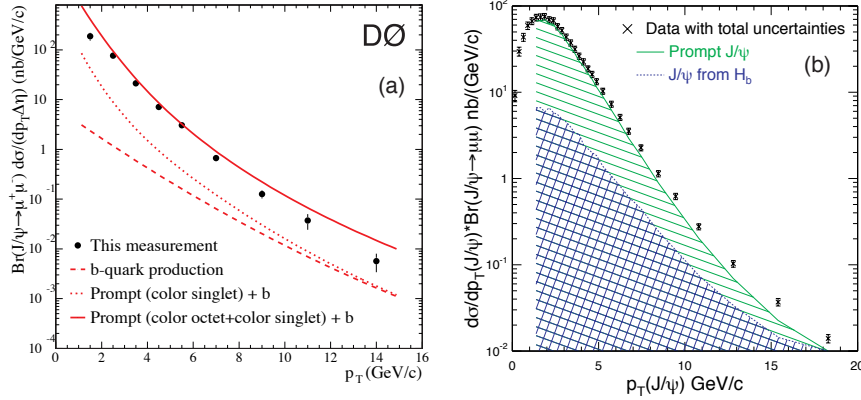 DØ
(a)
Br(J/ψ→μ⁺μ⁻) dσ/(dp_TΔη) (nb/GeV/c)
10²
10
1
10⁻¹
10⁻²
10⁻³
10⁻⁴
This measurement
b-quark production
Prompt (color singlet) + b
Prompt (color octet+color singlet) + b
0 2 4 6 8 10 12 14 16
p_T(GeV/c)
(b)
Data with total uncertainties
Prompt J/ψ
J/ψ from H_b
dσ/dp_T(J/ψ)*Br(J/ψ→μμ) nb/(GeV/c)
10²
10¹
1
10⁻¹
10⁻²
0 5 10 15 20
p_T(J/ψ) GeV/c